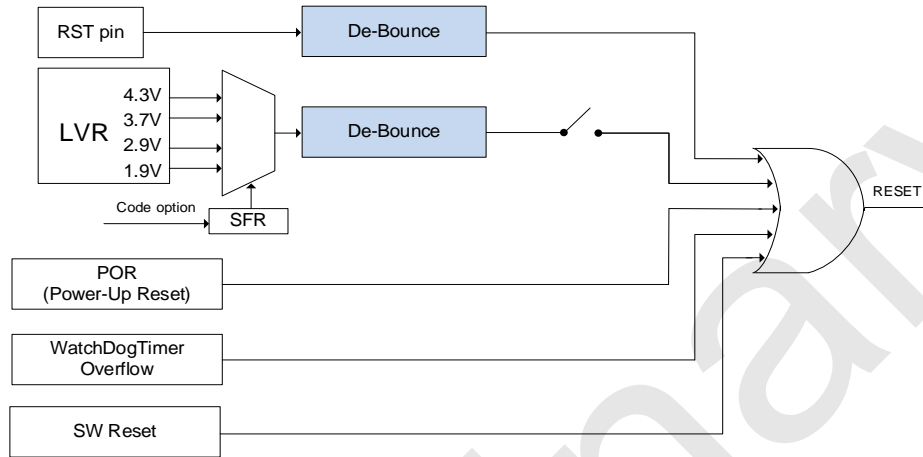 RST pin
De-Bounce
LVR
4.3V
3.7V
2.9V
1.9V
De-Bounce
RESET
Code option
SFR
POR
(Power-Up Reset)
WatchDogTimer
Overflow
SW Reset